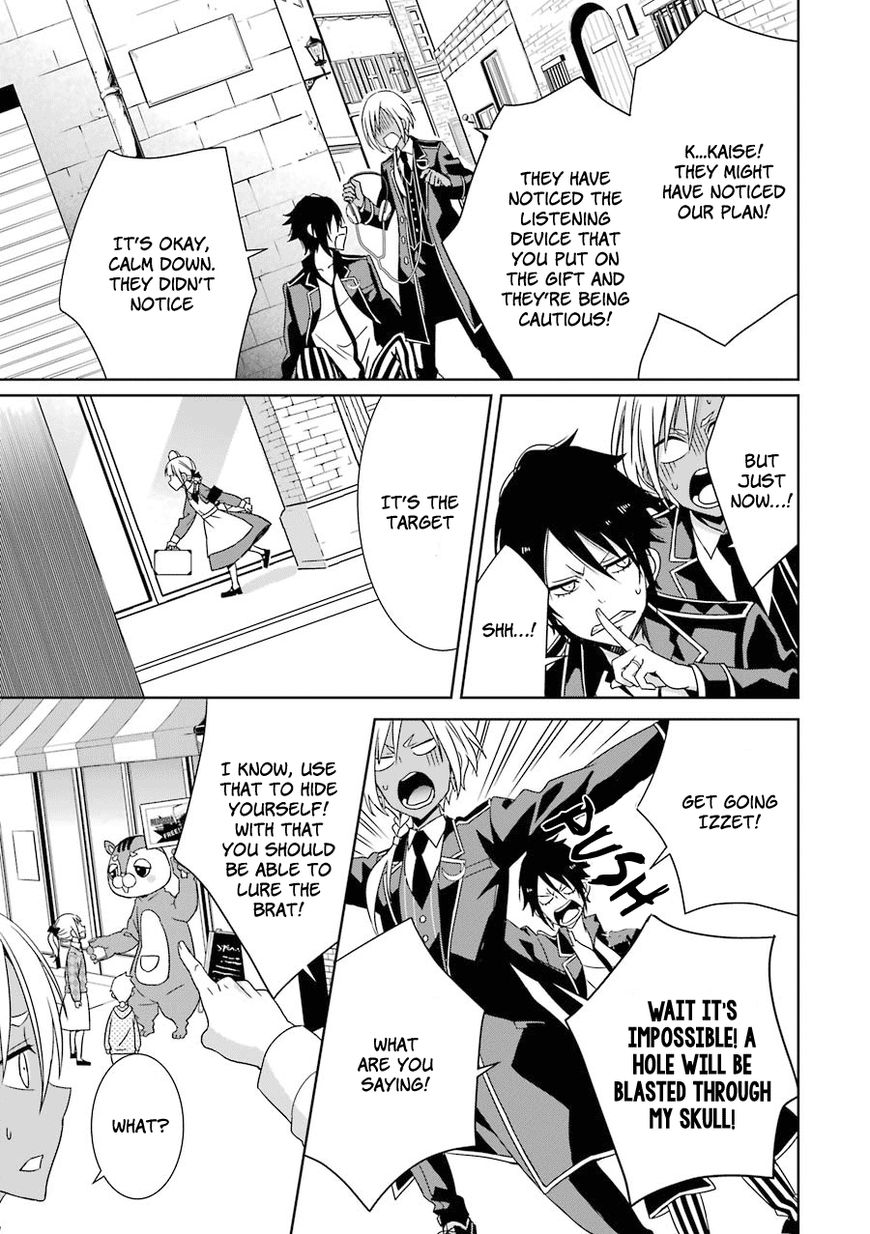 K...KAISE!
THEY MIGHT
HAVE NOTICED
OUR PLAN!
THEY HAVE
NOTICED THE
LISTENING
DEVICE THAT
YOU PUT ON
THE GIFT AND
THEY'RE BEING
CAUTIOUS!
IT'S OKAY,
CALM DOWN.
THEY DIDN'T
NOTICE
BUT
JUST
NOW...!
SHH...!
IT'S THE
TARGET
GET GOING
IZZET!
PUSH
WAIT IT'S
IMPOSSIBLE! A
HOLE WILL BE
BLASTED THROUGH
MY SKULL!
WHAT
ARE YOU
SAYING!
I KNOW, USE
THAT TO HIDE
YOURSELF!
WITH THAT
YOU SHOULD
BE ABLE TO
LURE THE
BRAT!
FREE!
WHAT?